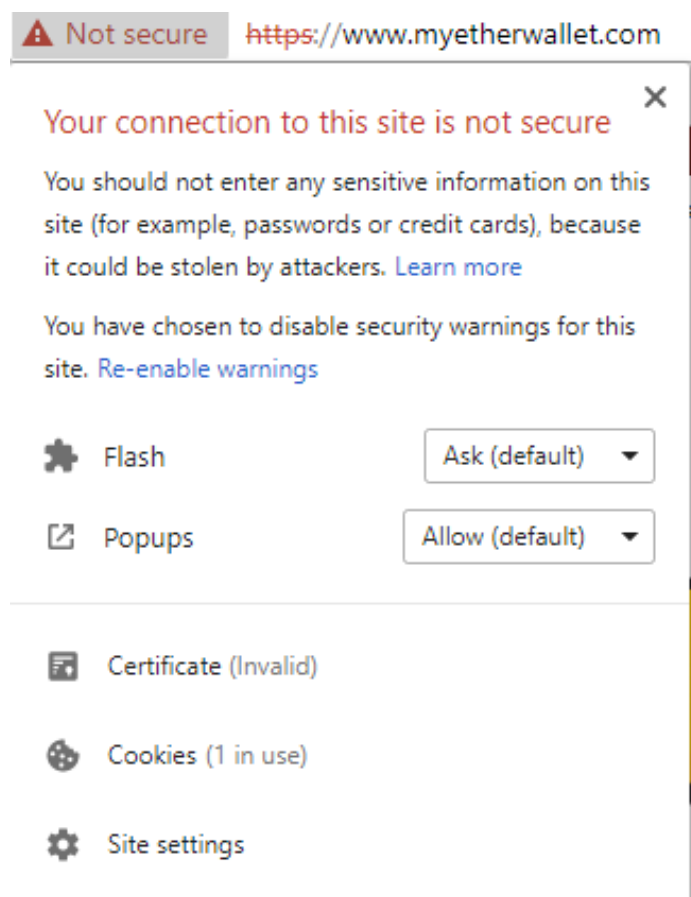 Not secure https://www.myetherwallet.com
Your connection to this site is not secure
You should not enter any sensitive information on this
site (for example, passwords or credit cards), because
it could be stolen by attackers. Learn more
You have chosen to disable security warnings for this
site. Re-enable warnings
Flash Ask (default)
Popups Allow (default)
Certificate (Invalid)
Cookies (1 in use)
Site settings